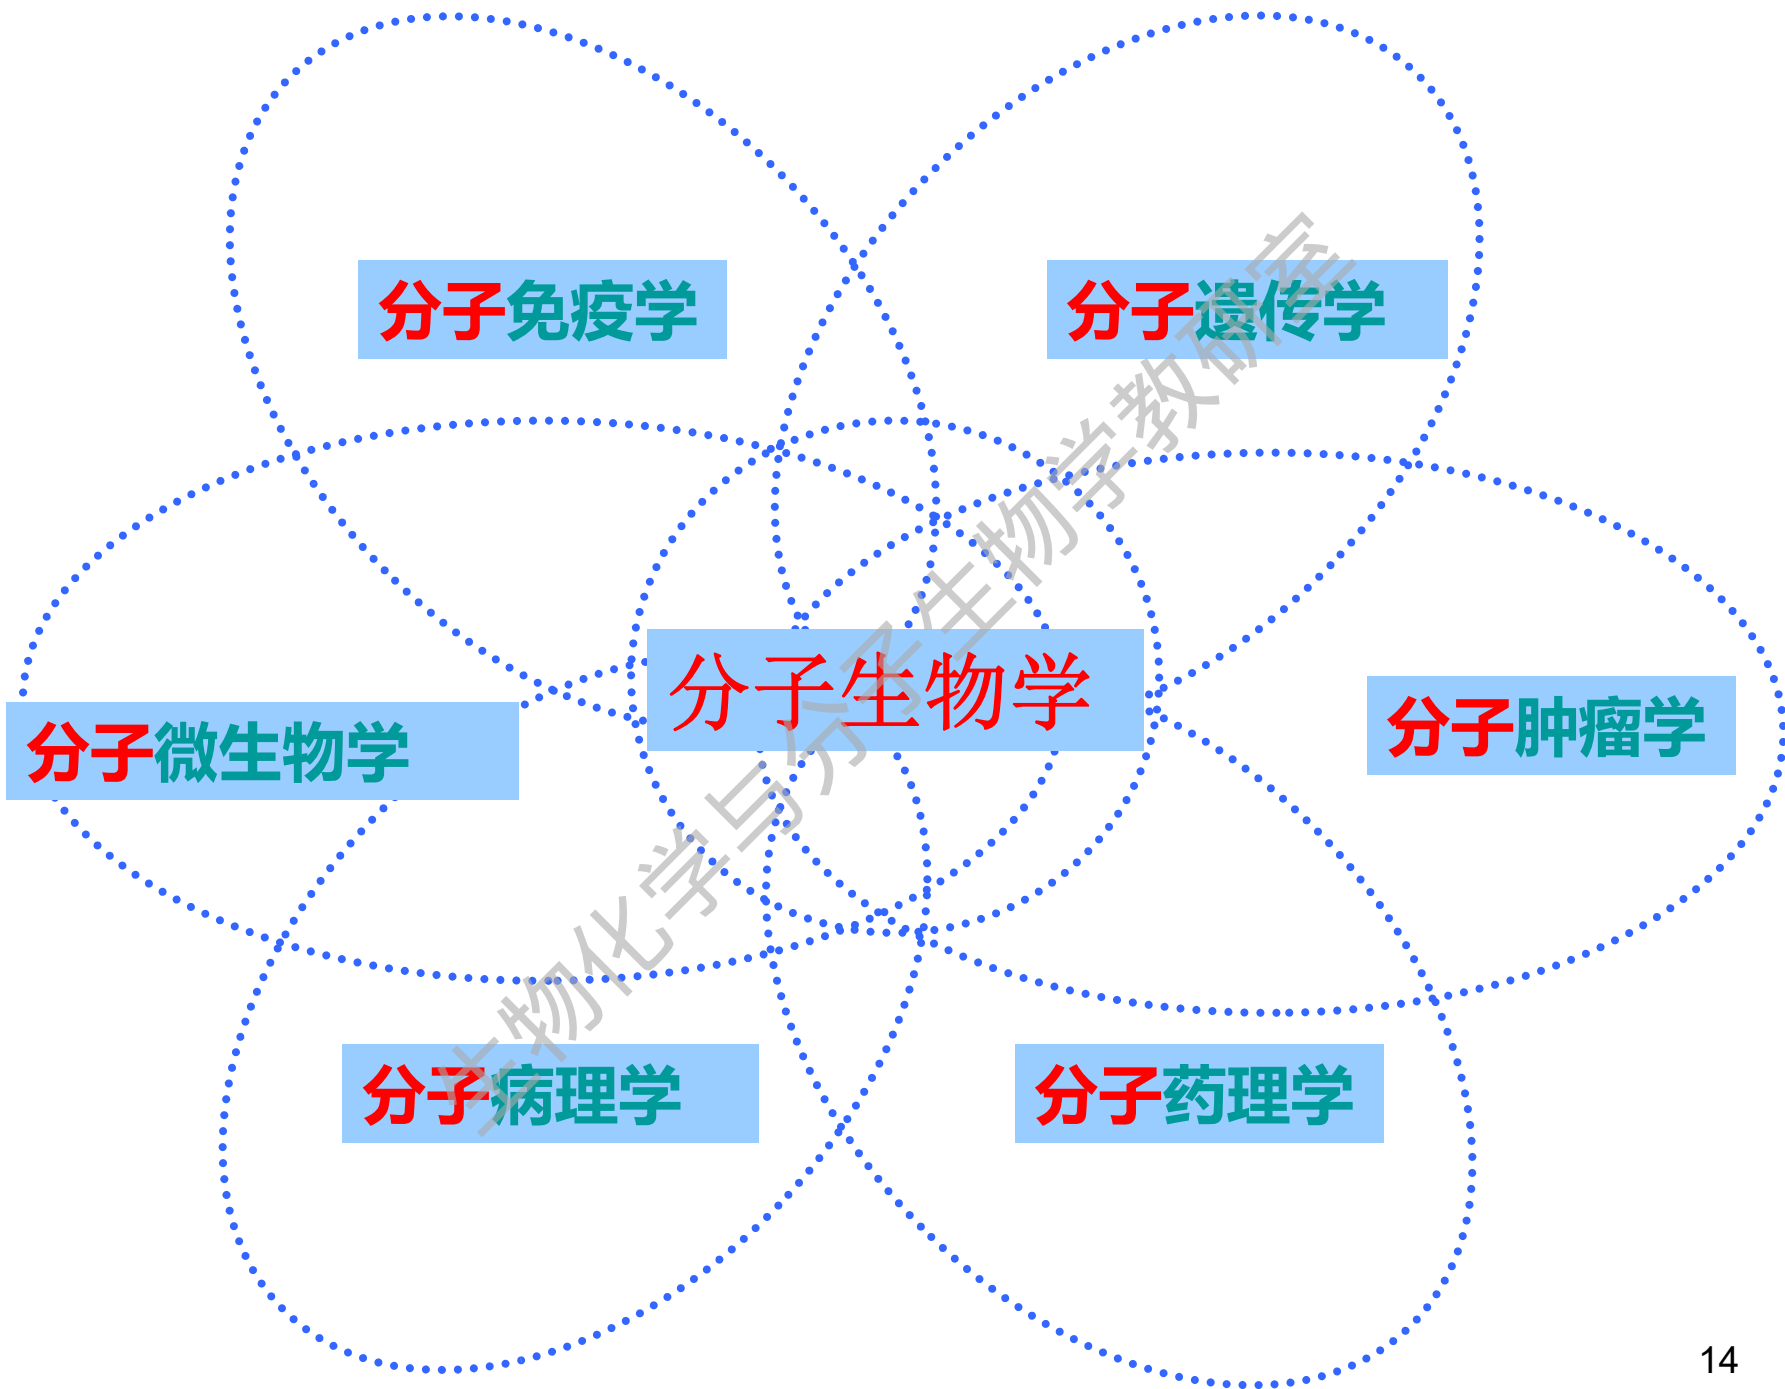 分子免疫学
分子遗传学
分子生物学
分子微生物学
分子肿瘤学
分子病理学
分子药理学
生物化学与分子生物学教研室
14